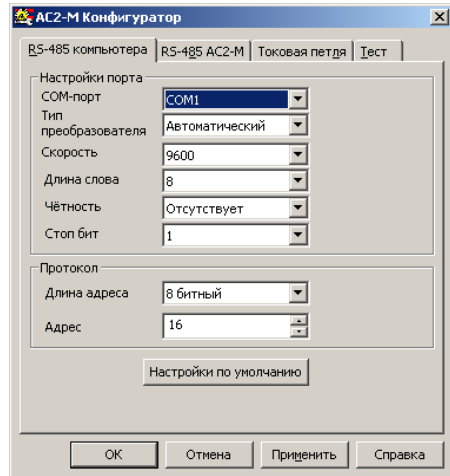 АС2-М Конфигуратор
RS-485 компьютера RS-485 АС2-М Токовая петля Тест
Настройки порта
COM-порт COM1
Тип
преобразователя Автоматический
Скорость 9600
Длина слова 8
Чётность Отсутствует
Стоп бит 1
Протокол
Длина адреса 8 битный
Адрес 16
Настройки по умолчанию
ОК Отмена Применить Справка